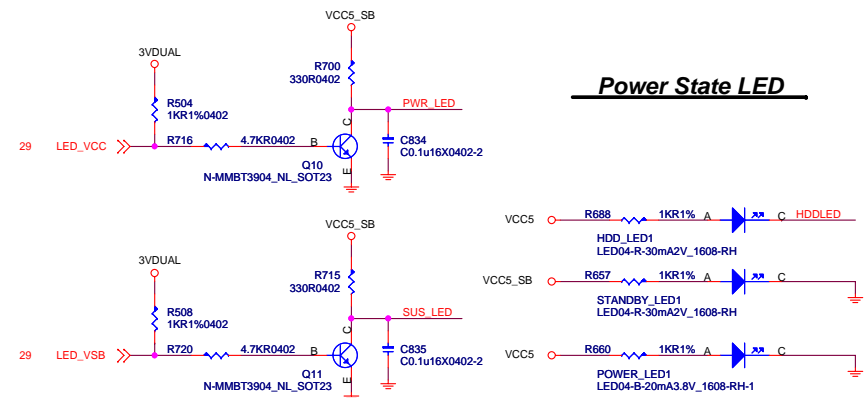 VCC5_SB
3VDUAL
R700
330R0402
Power State LED
R504
1KR1%0402
PWR_LED
29 LED_VCC R716 4.7KR0402 B C E
C834
C0.1u16X0402-2
Q10
N-MMBT3904_NL_SOT23
VCC5 R688 1KR1% A C HDDLED
HDD_LED1
LED04-R-30mA2V_1608-RH
VCC5_SB
3VDUAL
R715
330R0402
VCC5_SB R657 1KR1% A C
STANDBY_LED1
LED04-R-30mA2V_1608-RH
R508
1KR1%0402
SUS_LED
29 LED_VSB R720 4.7KR0402 B C E
C835
C0.1u16X0402-2
Q11
N-MMBT3904_NL_SOT23
VCC5 R660 1KR1% A C
POWER_LED1
LED04-B-20mA3.8V_1608-RH-1